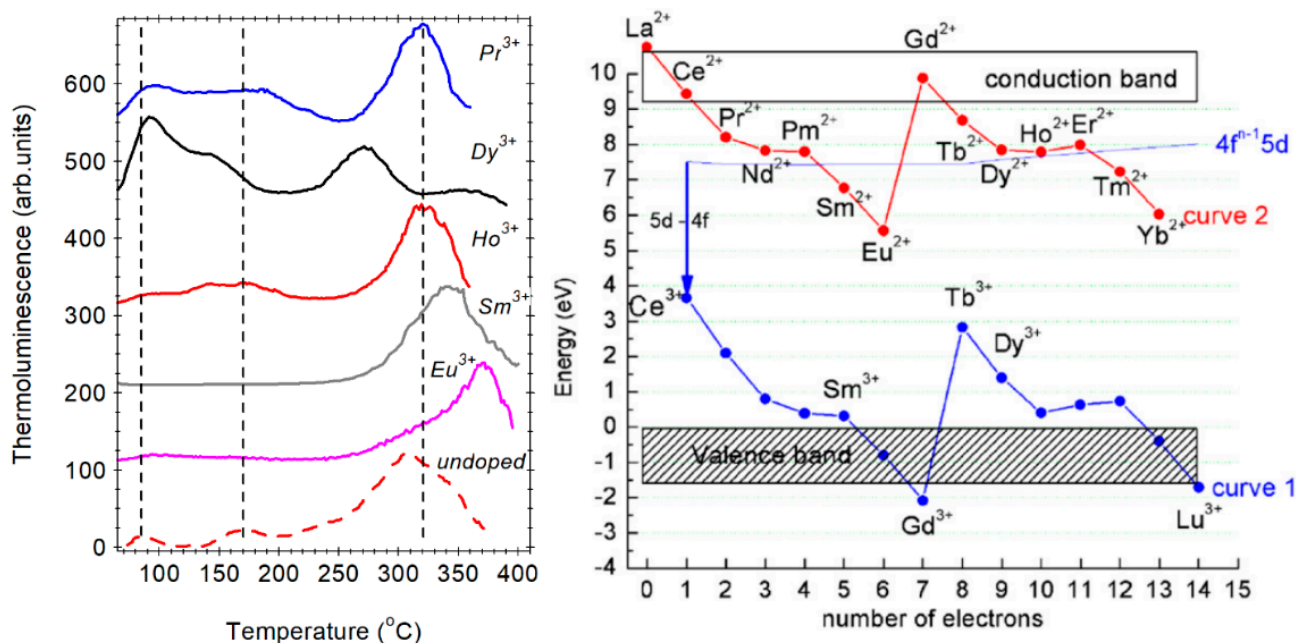 Thermoluminescence (arb.units)
600
500
400
300
200
100
0
Pr3+
Dy3+
Ho3+
Sm3+
Eu3+
undoped
100 150 200 250 300 350 400
Temperature (oC)
Energy (eV)
10
9
8
7
6
5
4
3
2
1
0
-1
-2
-3
-4
La2+
Ce2+
Pr2+
Nd2+
Pm2+
Sm2+
Eu2+
Gd2+
Tb2+
Dy2+
Ho2+
Er2+
Tm2+
Yb2+
conduction band
4fn-15d
curve 2
5d -4f
Ce3+
Sm3+
Gd3+
Tb3+
Dy3+
Lu3+
Valence band
curve 1
0 1 2 3 4 5 6 7 8 9 10 11 12 13 14 15
number of electrons